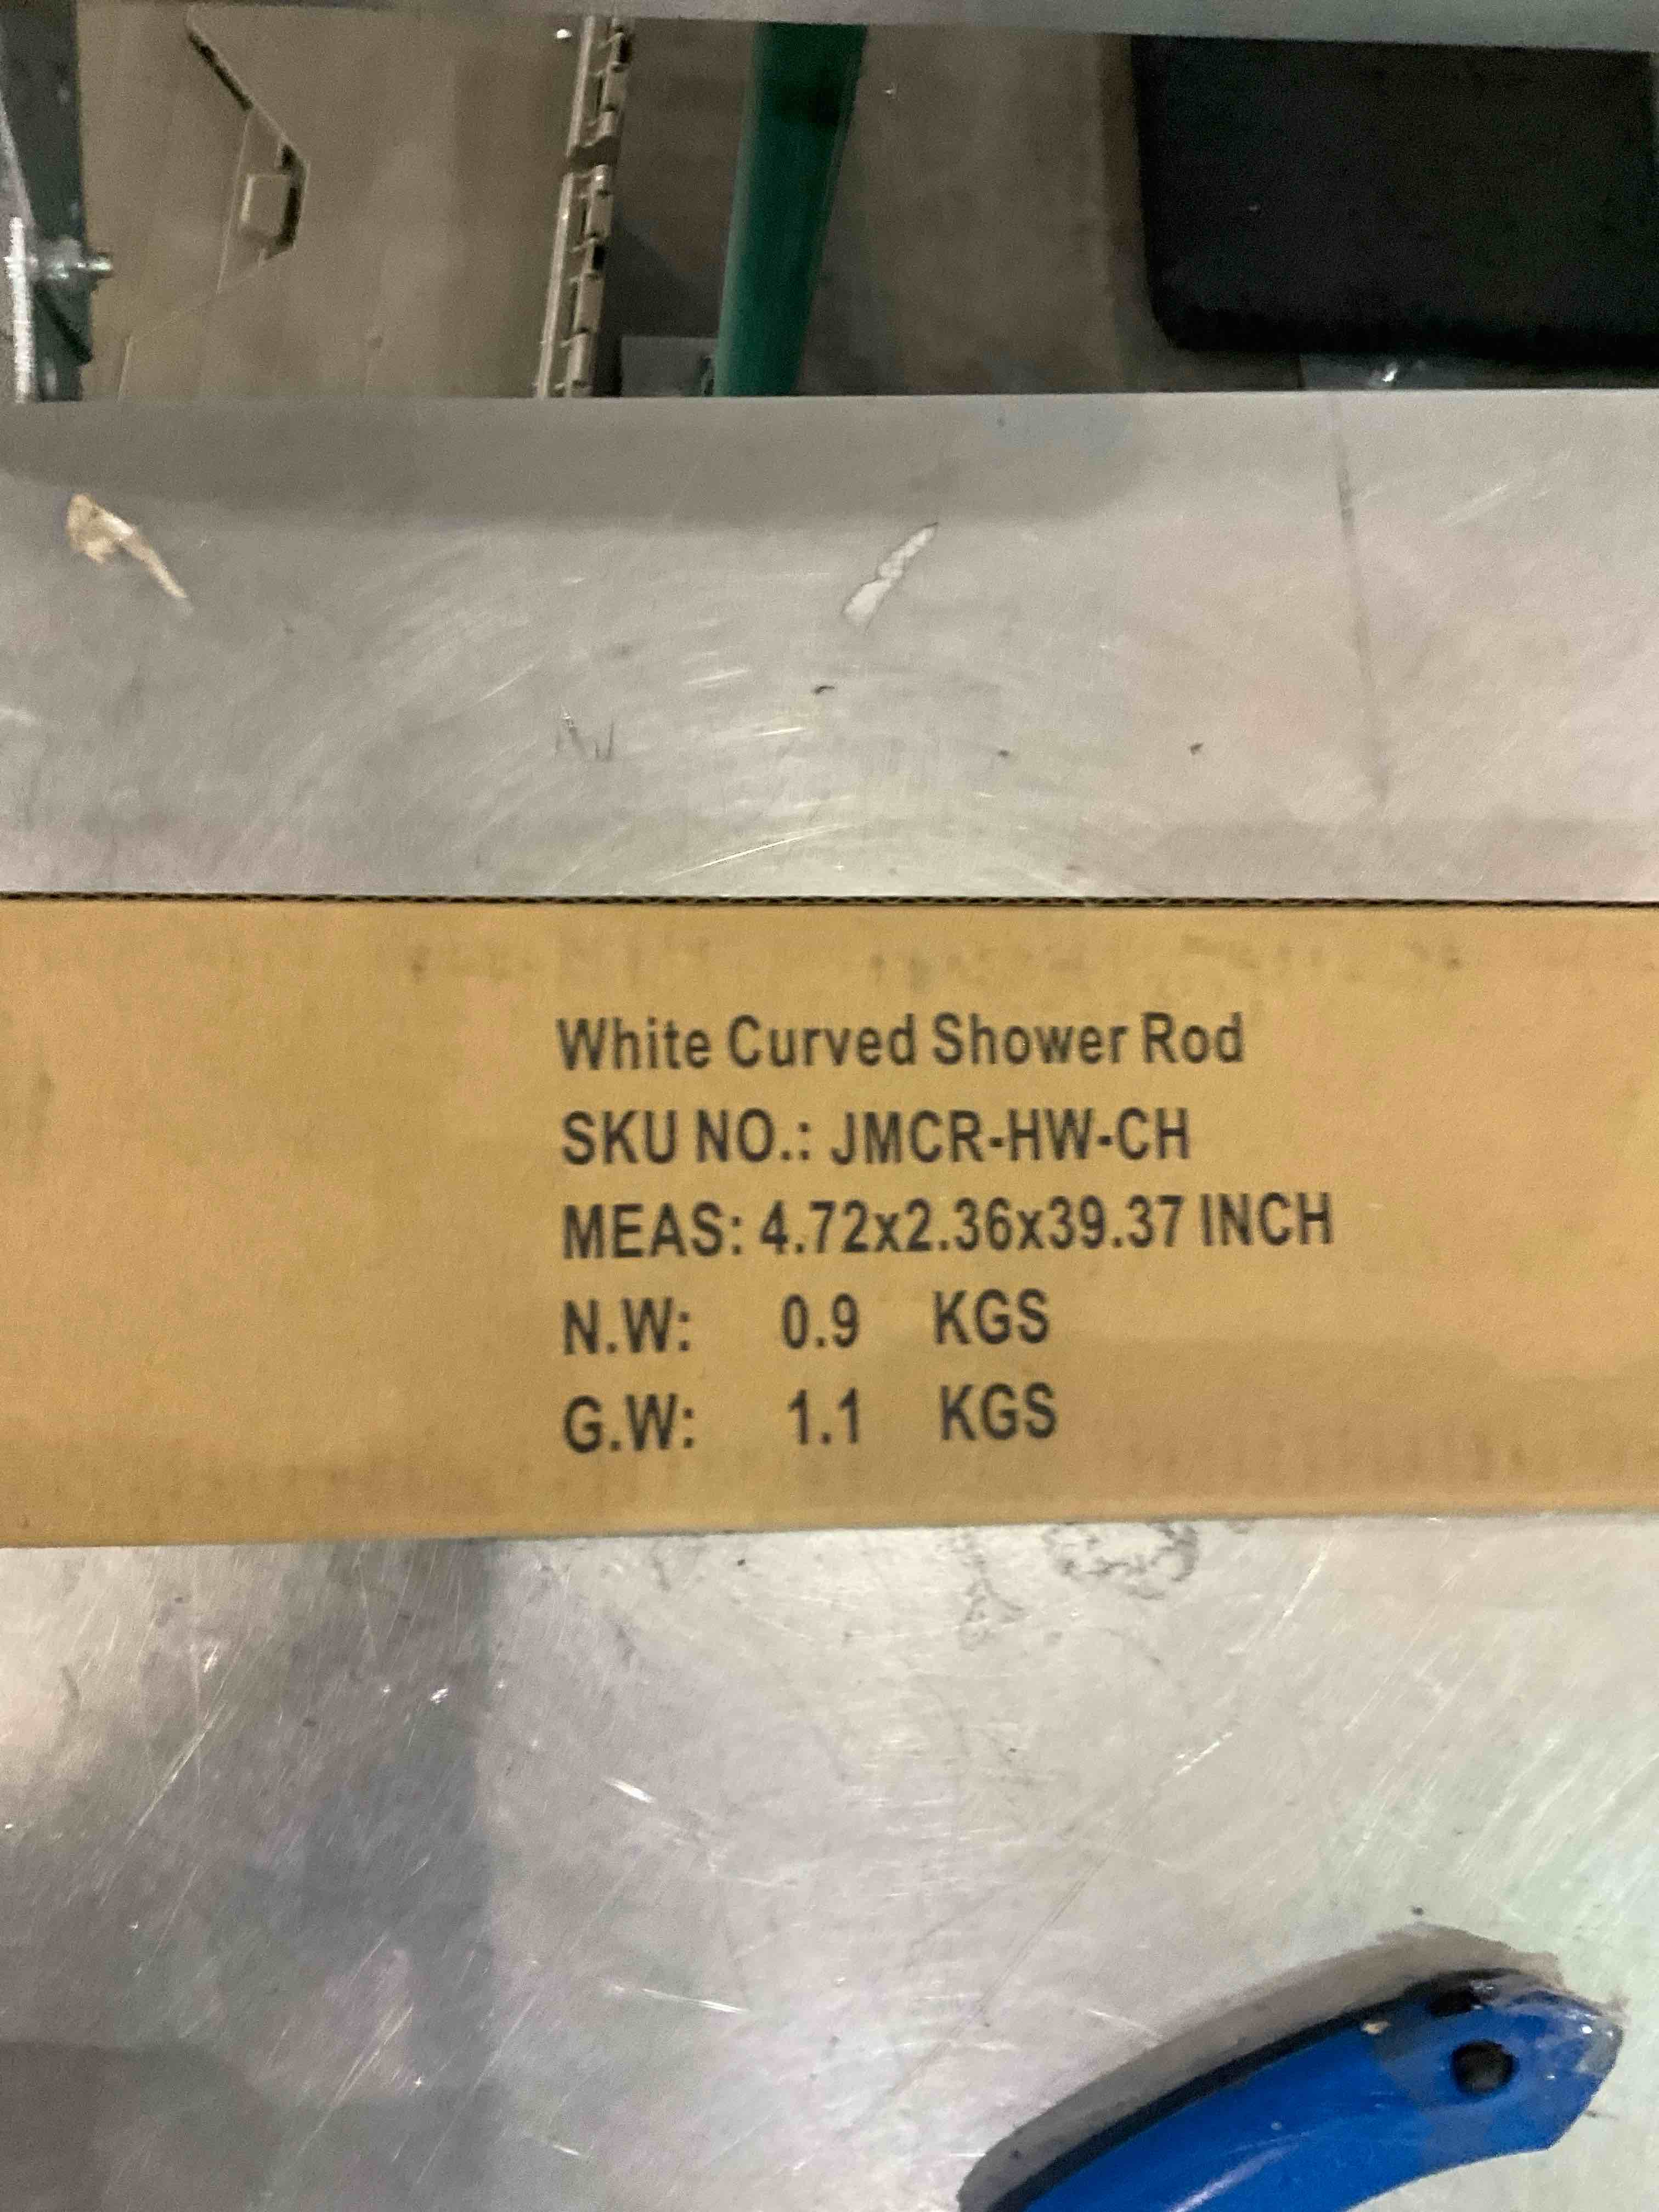 White Curved Shower Rod
SKU NO.: JMCR-HW-CH
MEAS: 4.72x2.36x39.37 INCH
N.W: 0.9 KGS
G.W: 1.1 KGS